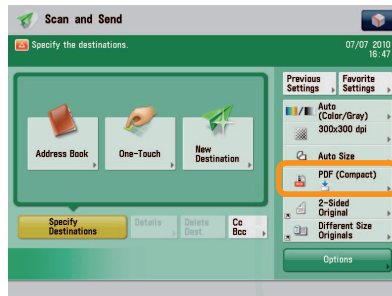 Scan and Send
Specify the destinations.
07/07 2010
16:47
Previous
Settings
Favorite
Settings
Auto
(Color/Gray)
300x300 dpi
Auto Size
PDF (Compact)
2-Sided
Original
Different Size
Originals
Options
Address Book
One-Touch
New
Destination
Specify
Destinations
Details
Delete
Dest.
Cc
Bcc